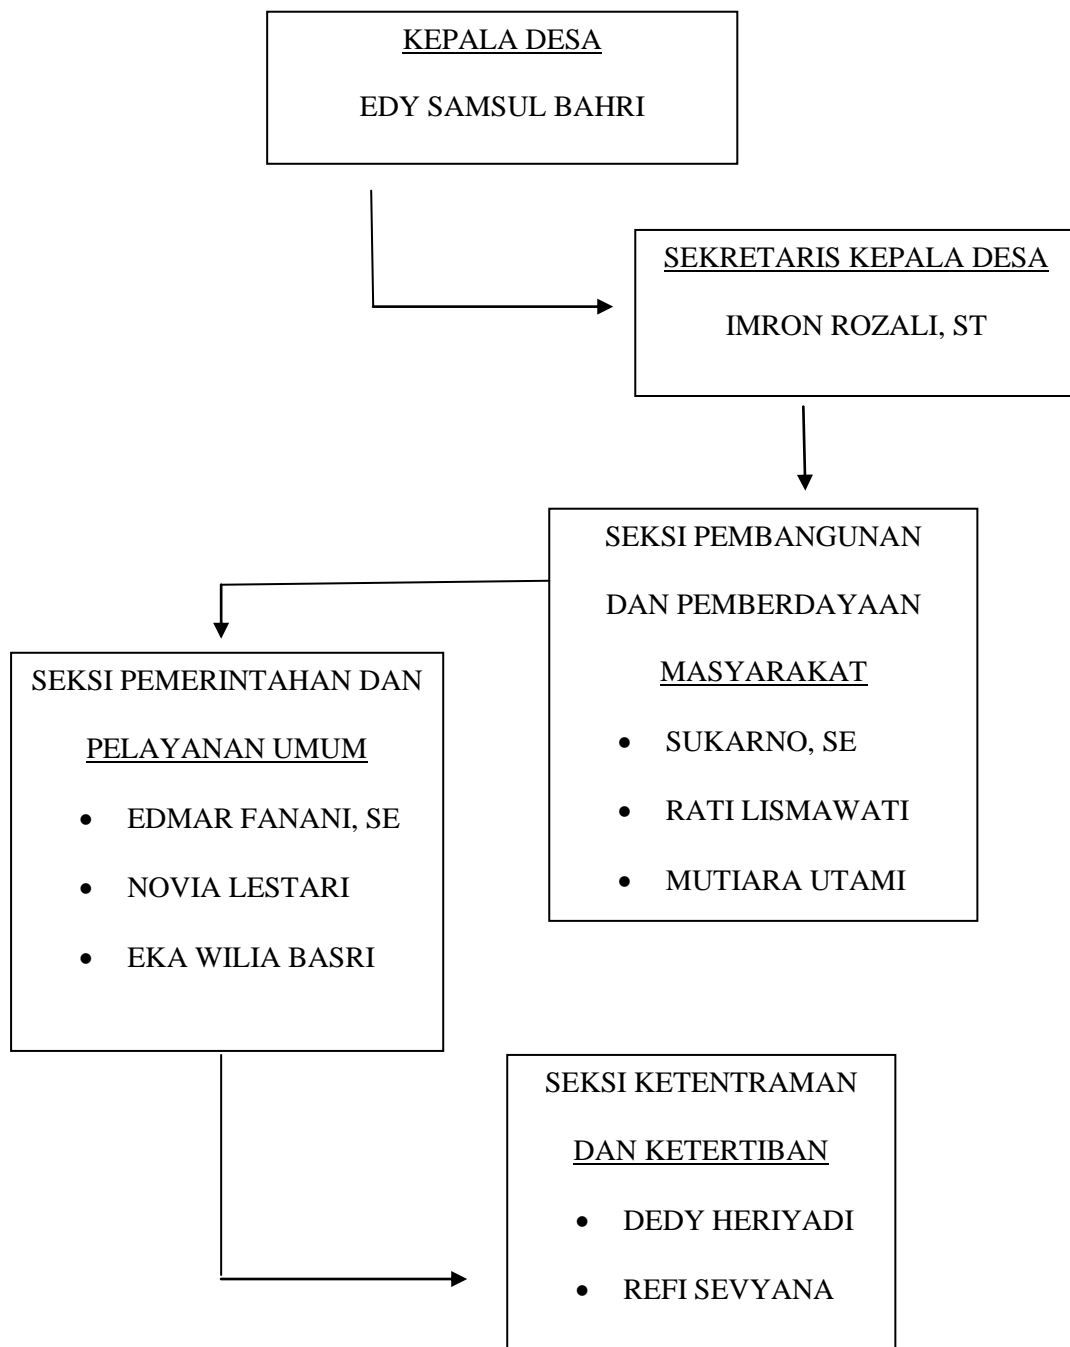 KEPALA DESA
EDY SAMSUL BAHRI
SEKRETARIS KEPALA DESA
IMRON ROZALI, ST
SEKSI PEMBANGUNAN
DAN PEMBERDAYAAN
MASYARAKAT
• SUKARNO, SE
• RATI LISMAWATI
• MUTIARA UTAMI
SEKSI PEMERINTAHAN DAN
PELAYANAN UMUM
• EDMAR FANANI, SE
• NOVIA LESTARI
• EKA WILIA BASRI
SEKSI KETENTRAMAN
DAN KETERTIBAN
• DEDY HERIYADI
• REFI SEVYANA